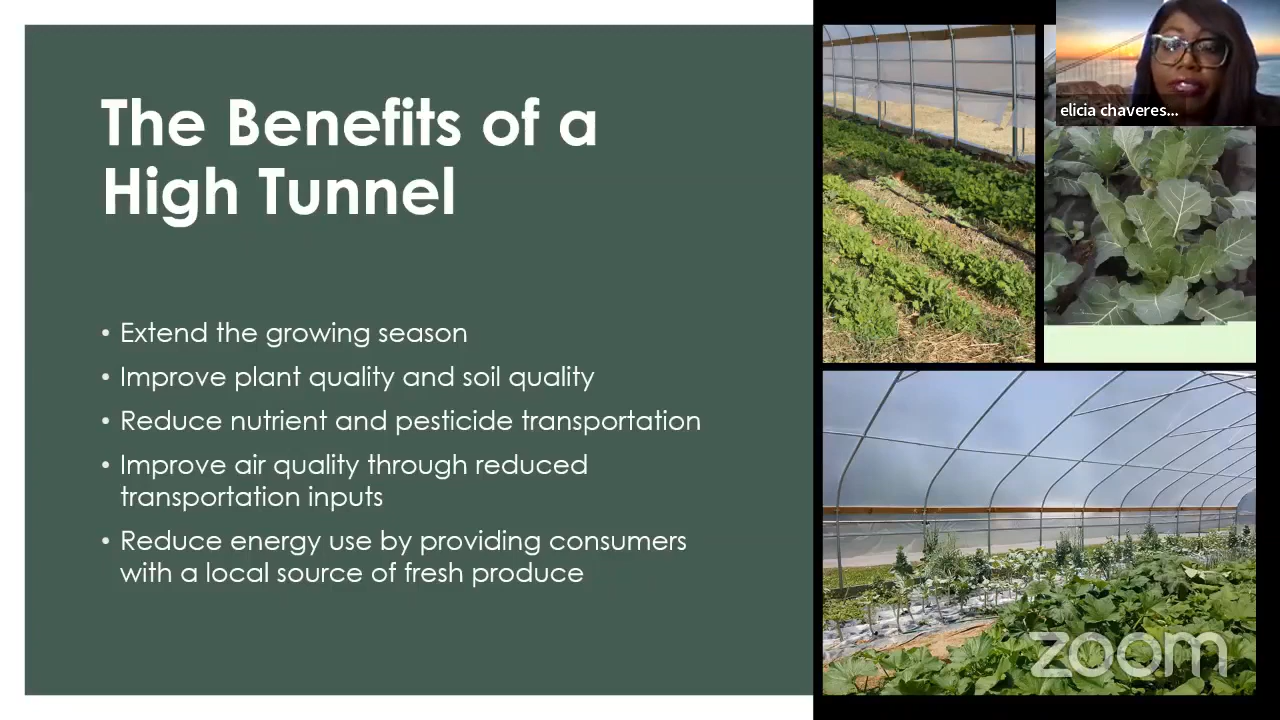 The Benefits of a
High Tunnel
• Extend the growing season
• Improve plant quality and soil quality
• Reduce nutrient and pesticide transportation
• Improve air quality through reduced
transportation inputs
• Reduce energy use by providing consumers
with a local source of fresh produce
elicia chaveres...
zoom